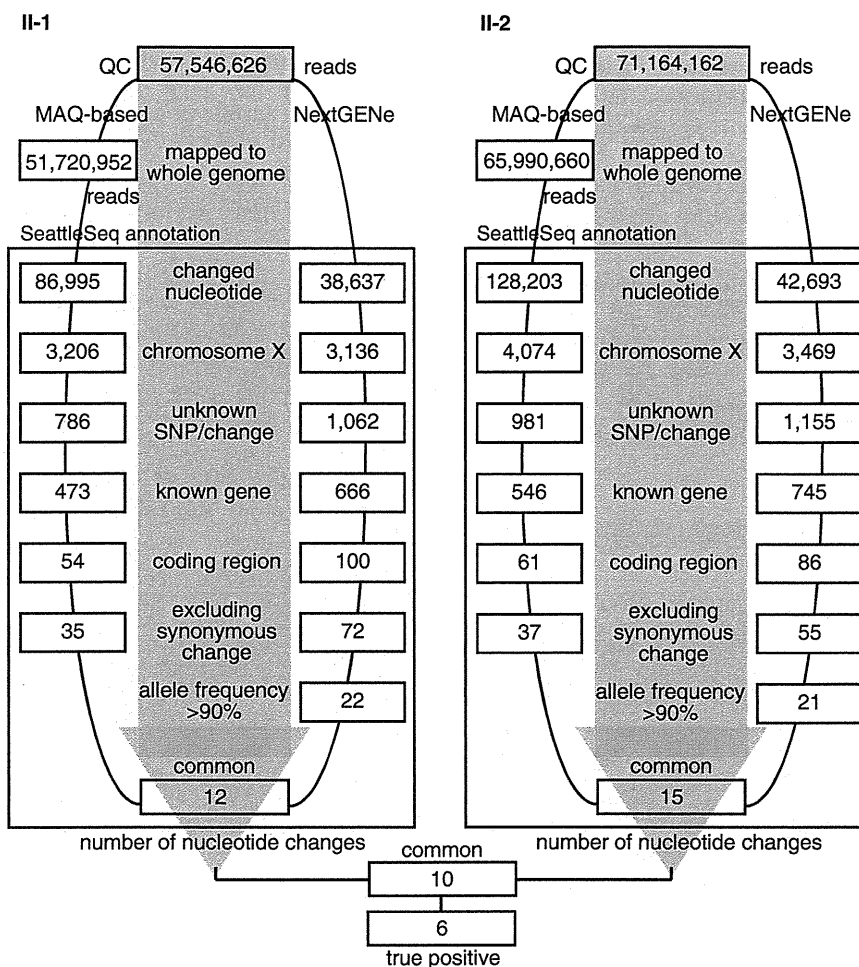 II-1
QC 57,546,626 reads
MAQ-based NextGENe
51,720,952 mapped to
whole genome
reads
SeattleSeq annotation
86,995 changed
nucleotide 38,637
3,206 chromosome X 3,136
786 unknown
SNP/change 1,062
473 known gene 666
54 coding region 100
35 excluding
synonymous
change 72
allele frequency
>90% 22
common
12
number of nucleotide changes
II-2
QC 71,164,162 reads
MAQ-based NextGENe
65,990,660 mapped to
whole genome
reads
SeattleSeq annotation
128,203 changed
nucleotide 42,693
4,074 chromosome X 3,469
981 unknown
SNP/change 1,155
546 known gene 745
61 coding region 86
37 excluding
synonymous
change 55
allele frequency
>90% 21
common
15
number of nucleotide changes
common
10
6
true positive